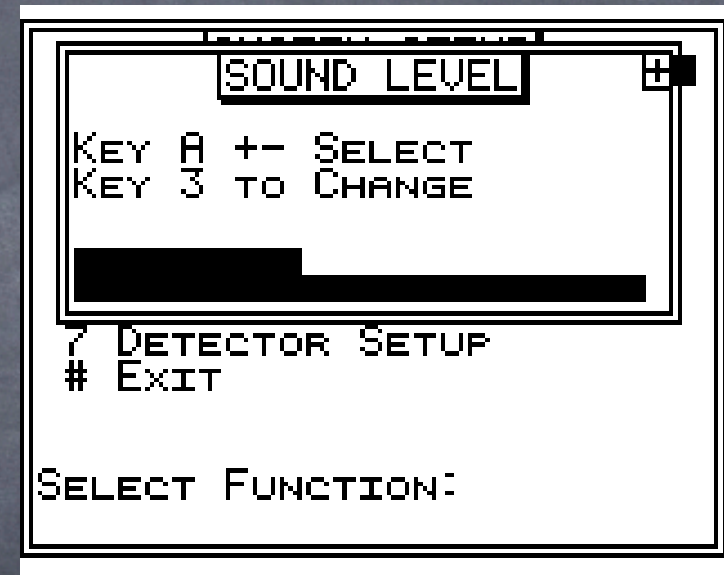 SOUND LEVEL
+
KEY A +- SELECT
KEY 3 TO CHANGE
7 DETECTOR SETUP
# EXIT
SELECT FUNCTION: